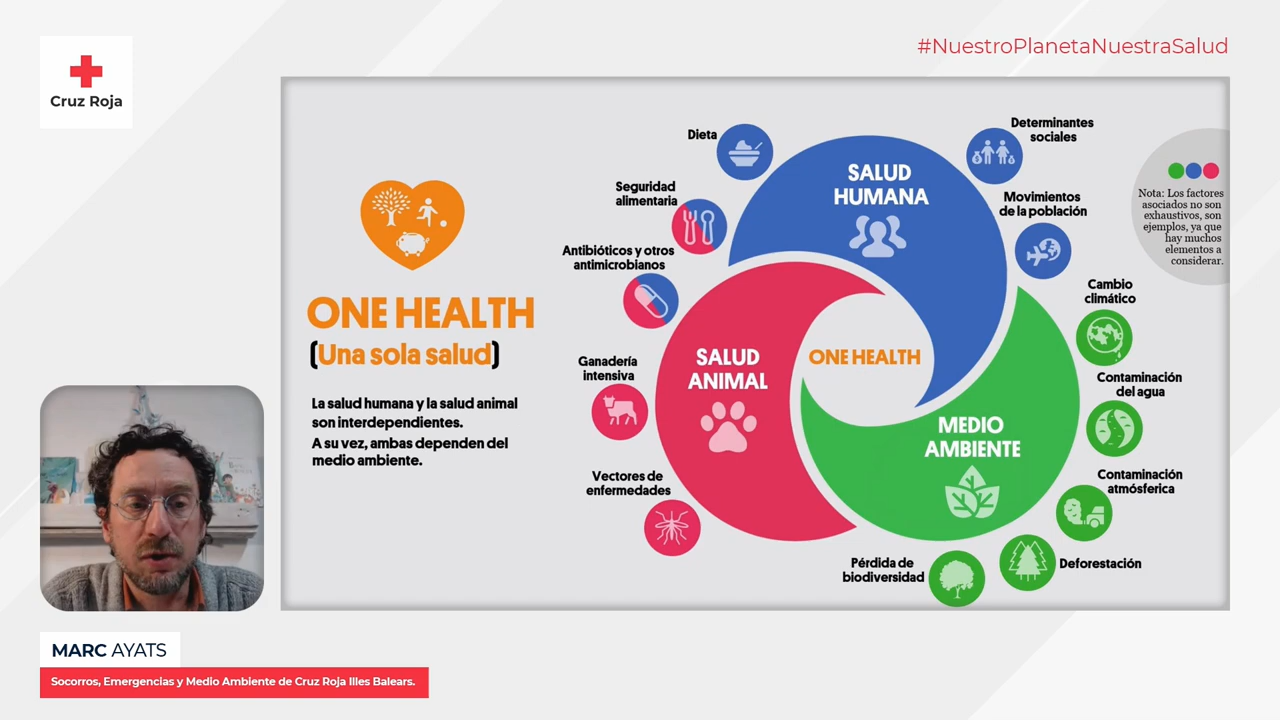 #NuestroPlanetaNuestraSalud
Cruz Roja
ONE HEALTH
(Una sola salud)
La salud humana y la salud animal
son interdependientes.
A su vez, ambas dependen del
medio ambiente.
Dieta
Seguridad
alimentaria
Antibióticos y otros
antimicrobianos
Ganadería
intensiva
Vectores de
enfermedades
SALUD
HUMANA
SALUD
ANIMAL
ONE HEALTH
MEDIO
AMBIENTE
Determinantes
sociales
Movimientos
de la población
Cambio
climático
Contaminación
del agua
Contaminación
atmósferica
Deforestación
Pérdida de
biodiversidad
Nota: Los factores
asociados no son
exhaustivos, son
ejemplos, ya que
hay muchos
elementos a
considerar.
MARC AYATS
Socorros, Emergencias y Medio Ambiente de Cruz Roja Illes Balears.